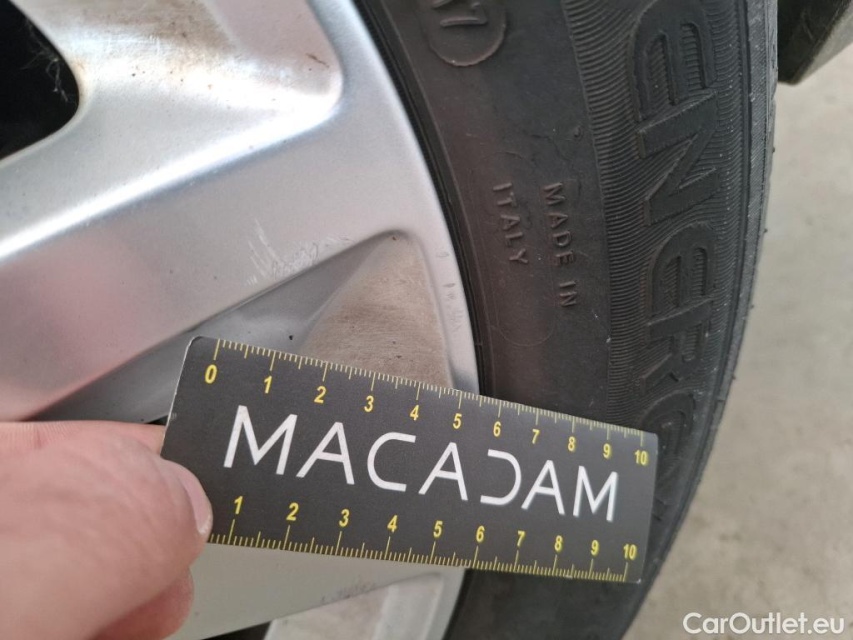 17
MADE IN
ITALY
ENERG
0 1 2 3 4 5 6 7 8 9 10
MACADAM
1 2 3 4 5 6 7 8 9 10
CarOutlet.eu